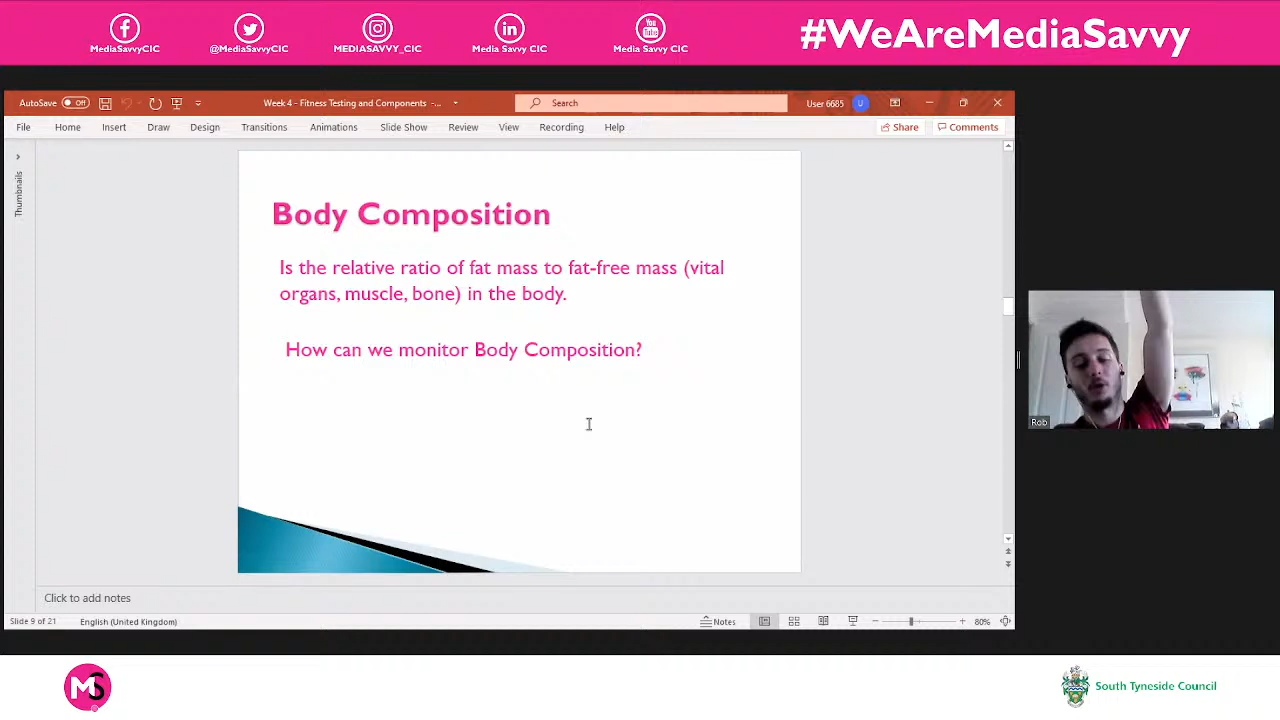 MediaSavvyCIC
@MediaSavvyCIC
MEDIASAVVY_CIC
Media Savvy CIC
You
Tube
Media Savvy CIC
#WeAreMediaSavvy
AutoSave Off
Week 4 - Fitness Testing and Components -...
Search
User 6685
U
File Home Insert Draw Design Transitions Animations Slide Show Review View Recording Help
Share
Comments
Thumbnails
Body Composition
Is the relative ratio of fat mass to fat-free mass (vital
organs, muscle, bone) in the body.
How can we monitor Body Composition?
Rob
Click to add notes
Slide 9 of 21
English (United Kingdom)
Notes
80%
MS
South Tyneside Council